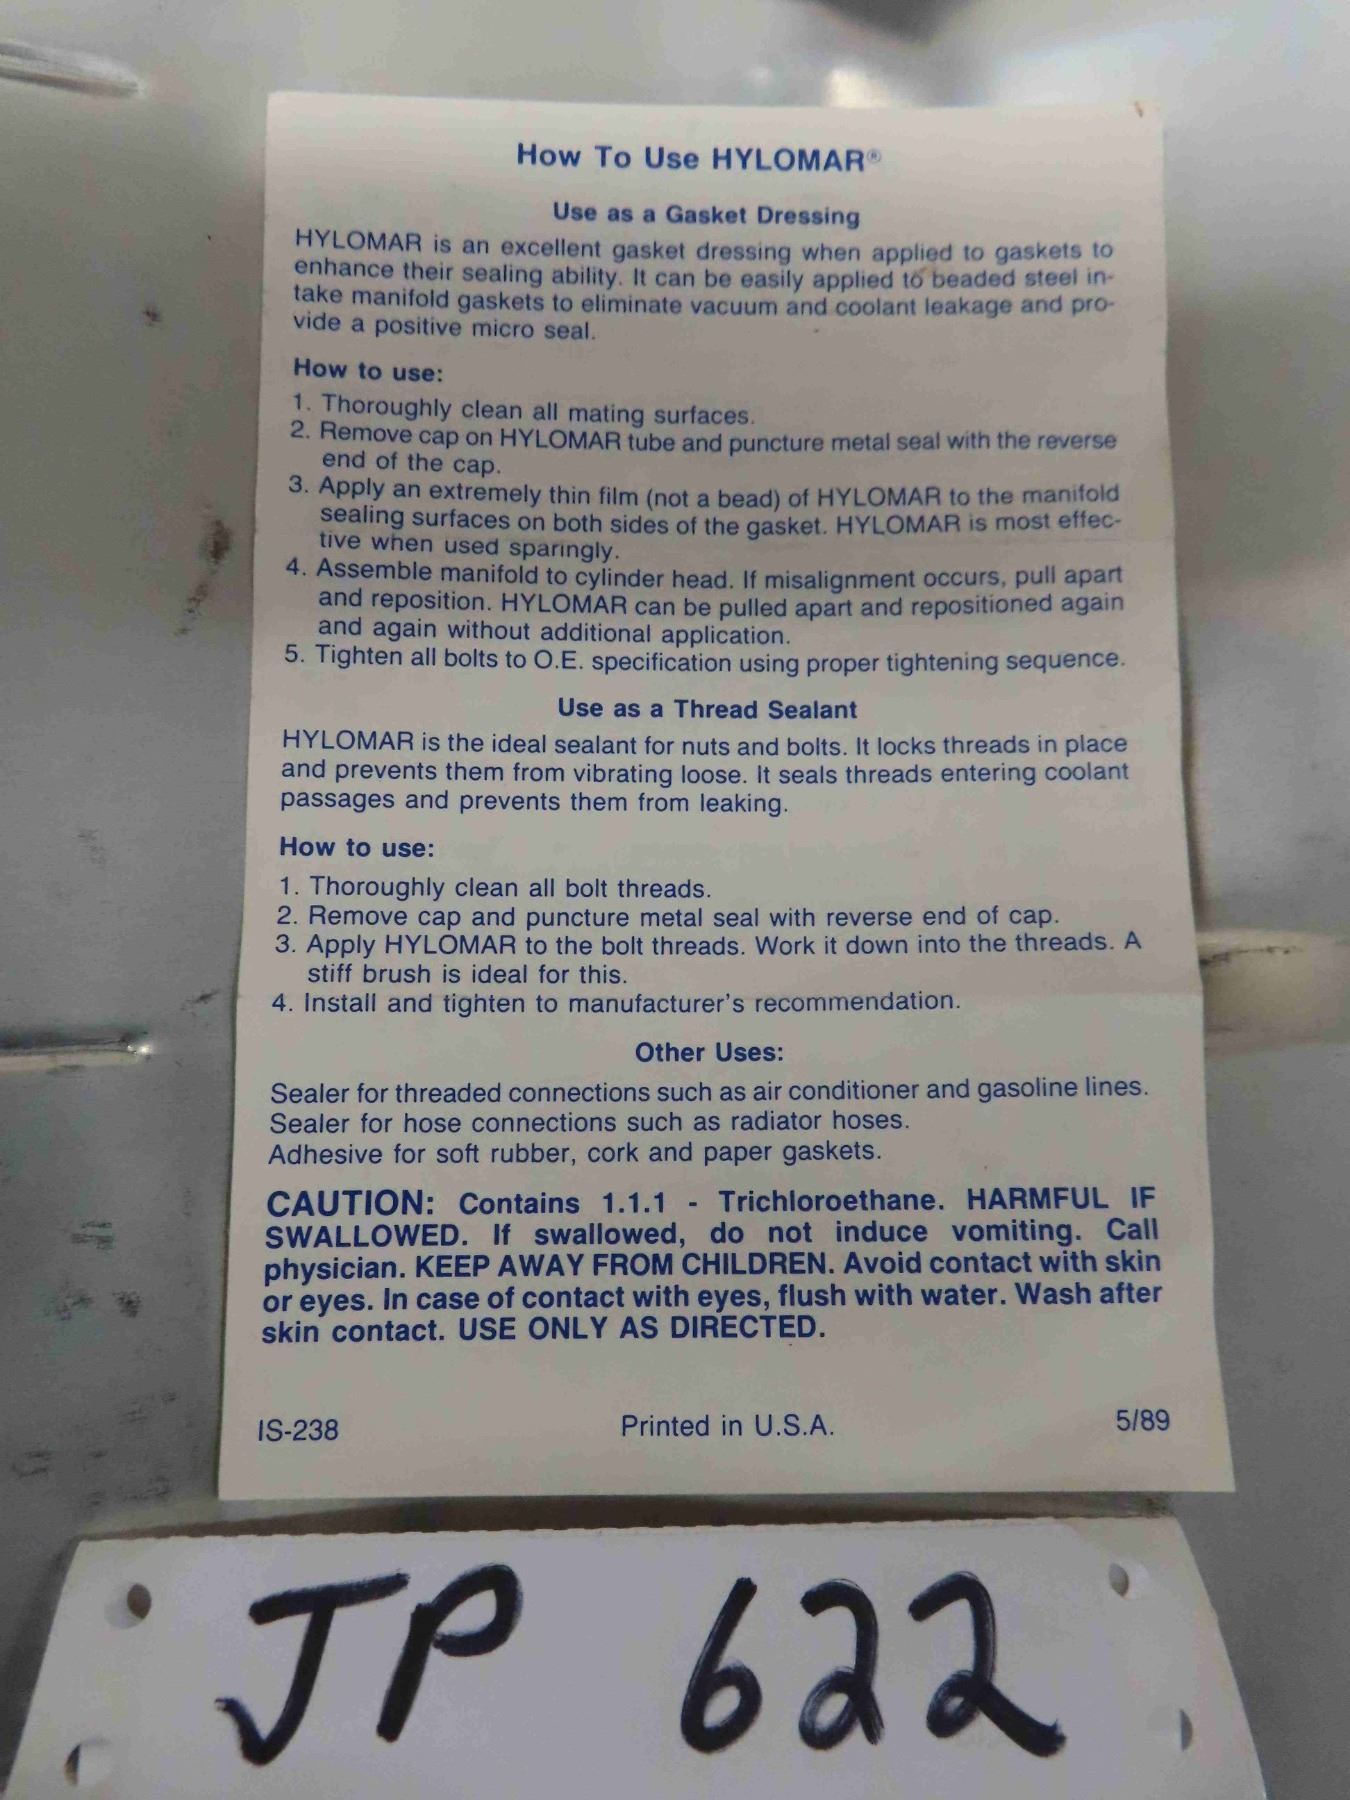 How To Use HYLOMAR®
Use as a Gasket Dressing
HYLOMAR is an excellent gasket dressing when applied to gaskets to
enhance their sealing ability. It can be easily applied to beaded steel in-
take manifold gaskets to eliminate vacuum and coolant leakage and pro-
vide a positive micro seal.
How to use:
1. Thoroughly clean all mating surfaces.
2. Remove cap on HYLOMAR tube and puncture metal seal with the reverse
end of the cap.
3. Apply an extremely thin film (not a bead) of HYLOMAR to the manifold
sealing surfaces on both sides of the gasket. HYLOMAR is most effec-
tive when used sparingly.
4. Assemble manifold to cylinder head. If misalignment occurs, pull apart
and reposition. HYLOMAR can be pulled apart and repositioned again
and again without additional application.
5. Tighten all bolts to O.E. specification using proper tightening sequence.
Use as a Thread Sealant
HYLOMAR is the ideal sealant for nuts and bolts. It locks threads in place
and prevents them from vibrating loose. It seals threads entering coolant
passages and prevents them from leaking.
How to use:
1. Thoroughly clean all bolt threads.
2. Remove cap and puncture metal seal with reverse end of cap.
3. Apply HYLOMAR to the bolt threads. Work it down into the threads. A
stiff brush is ideal for this.
4. Install and tighten to manufacturer's recommendation.
Other Uses:
Sealer for threaded connections such as air conditioner and gasoline lines.
Sealer for hose connections such as radiator hoses.
Adhesive for soft rubber, cork and paper gaskets.
CAUTION: Contains 1.1.1 - Trichloroethane. HARMFUL IF
SWALLOWED. If swallowed, do not induce vomiting. Call
physician. KEEP AWAY FROM CHILDREN. Avoid contact with skin
or eyes. In case of contact with eyes, flush with water. Wash after
skin contact. USE ONLY AS DIRECTED.
IS-238 Printed in U.S.A. 5/89
JP 622